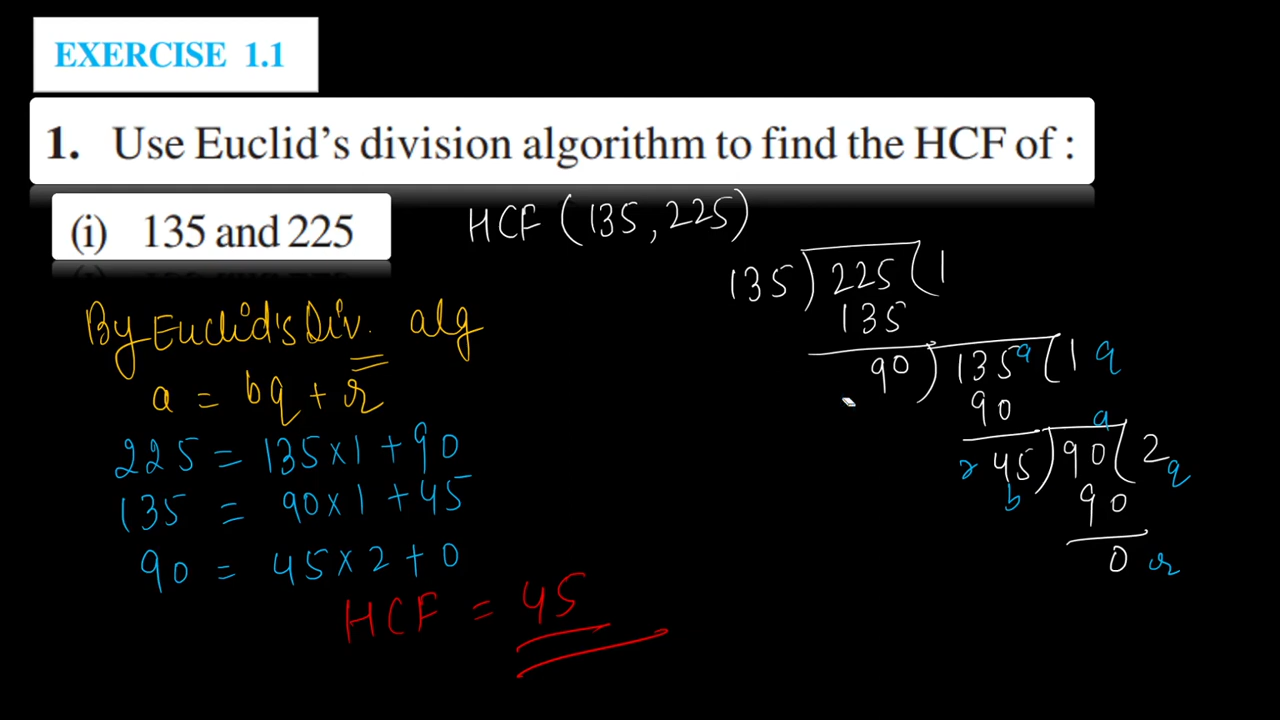 EXERCISE 1.1
1. Use Euclid's division algorithm to find the HCF of :
(i) 135 and 225
HCF (135, 225)
By Euclid's Div. alg
a = bq + r
225 = 135 × 1 + 90
135 = 90 × 1 + 45
90 = 45 × 2 + 0
HCF = 45
135) 225 (1
135
90) 135 a (1 q
90
a
r 45) 90 (2 q
b 90
0 r